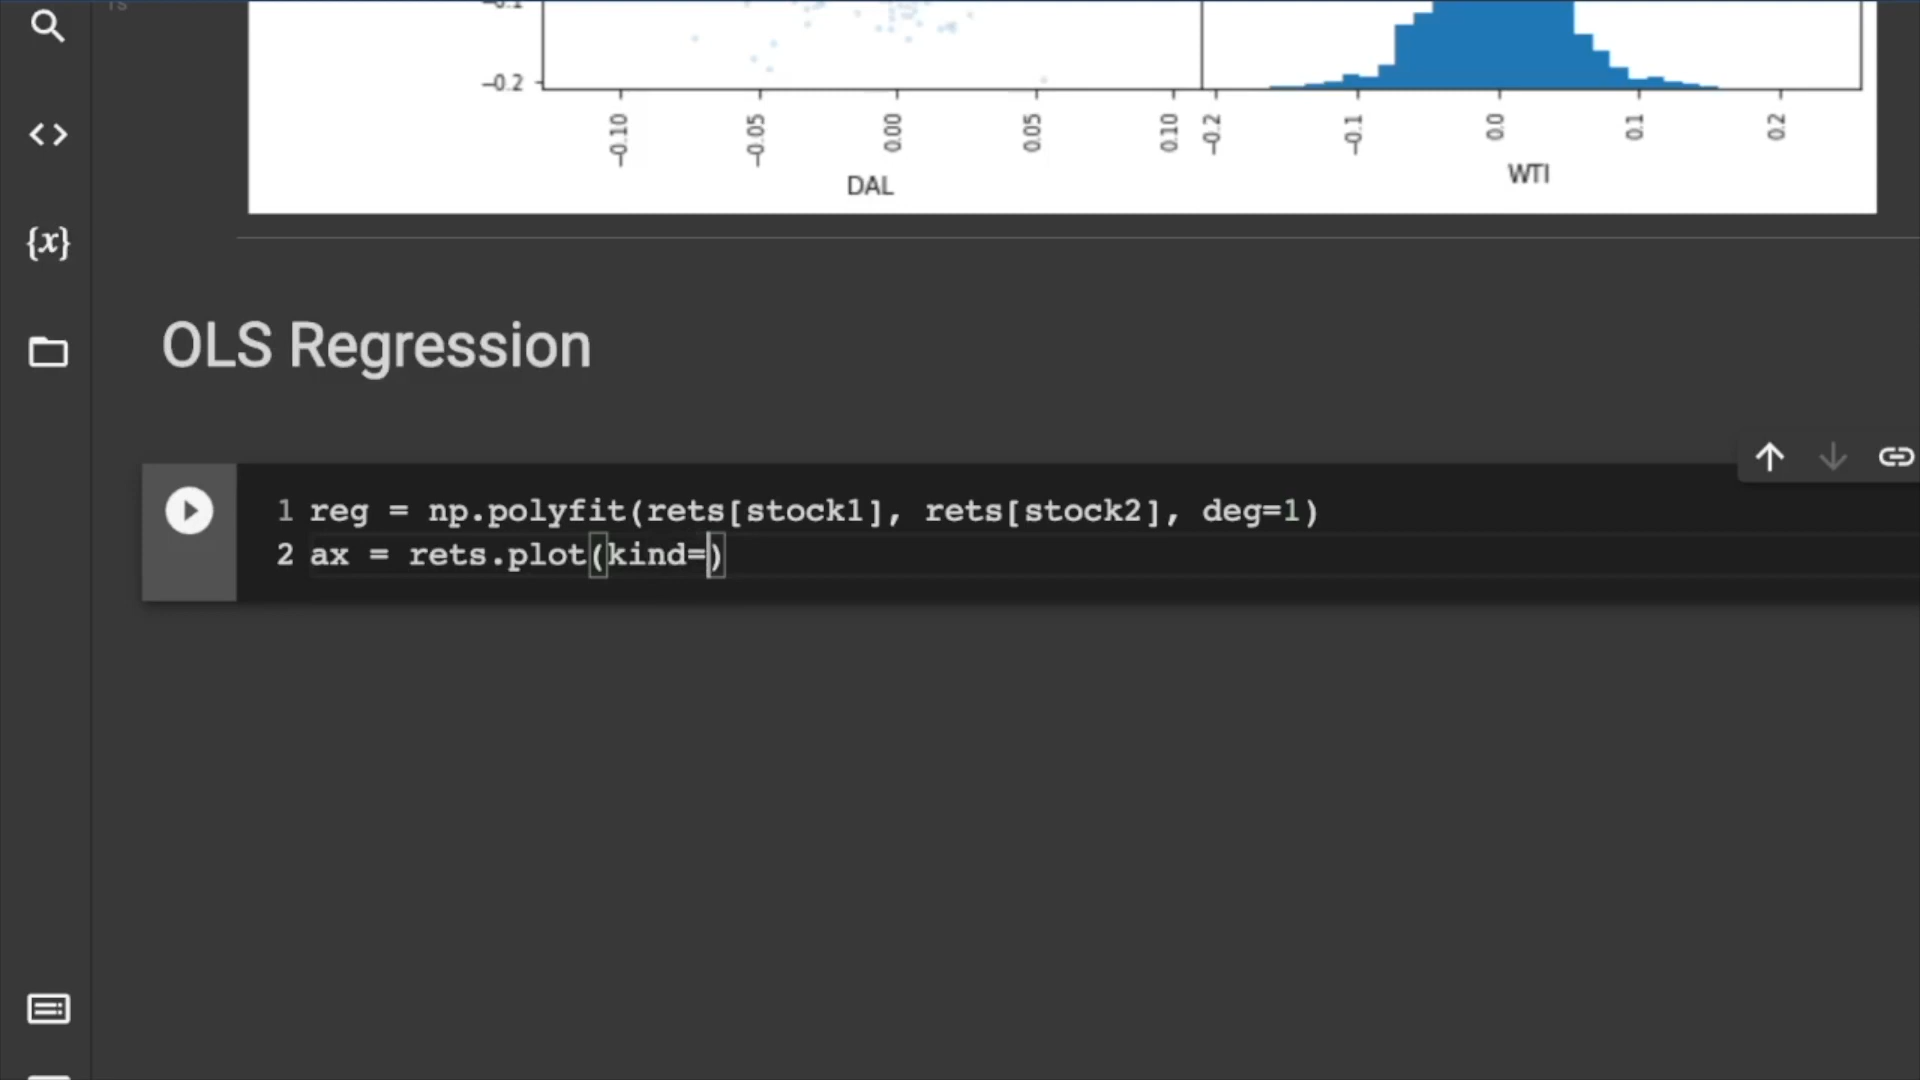 −0.2
−0.10 −0.05 0.00 0.05 0.10 −0.2 −0.1 0.0 0.1 0.2
DAL WTI
{x}
OLS Regression
1 reg = np.polyfit(rets[stock1], rets[stock2], deg=1)
2 ax = rets.plot(kind=)